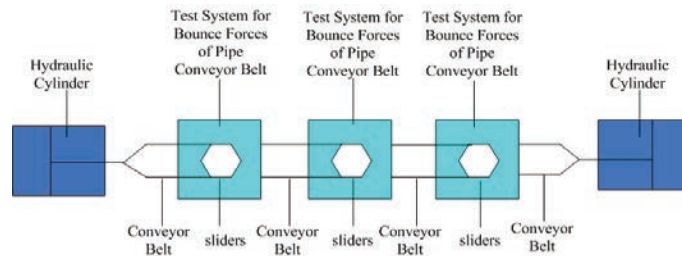 Test System for
Bounce Forces
of Pipe
Conveyor Belt
Test System for
Bounce Forces
of Pipe
Conveyor Belt
Test System for
Bounce Forces
of Pipe
Conveyor Belt
Hydraulic
Cylinder
Hydraulic
Cylinder
Conveyor
Belt
sliders
Conveyor
Belt
sliders
Conveyor
Belt
sliders
Conveyor
Belt